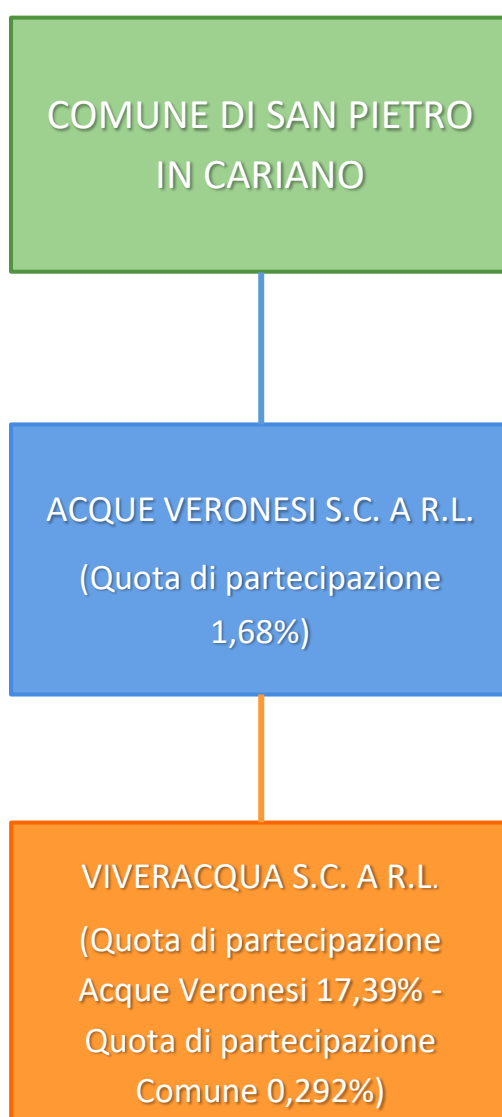 COMUNE DI SAN PIETRO
IN CARIANO
ACQUE VERONESI S.C. A R.L.
(Quota di partecipazione
1,68%)
VIVERACQUA S.C. A R.L.
(Quota di partecipazione
Acque Veronesi 17,39% -
Quota di partecipazione
Comune 0,292%)